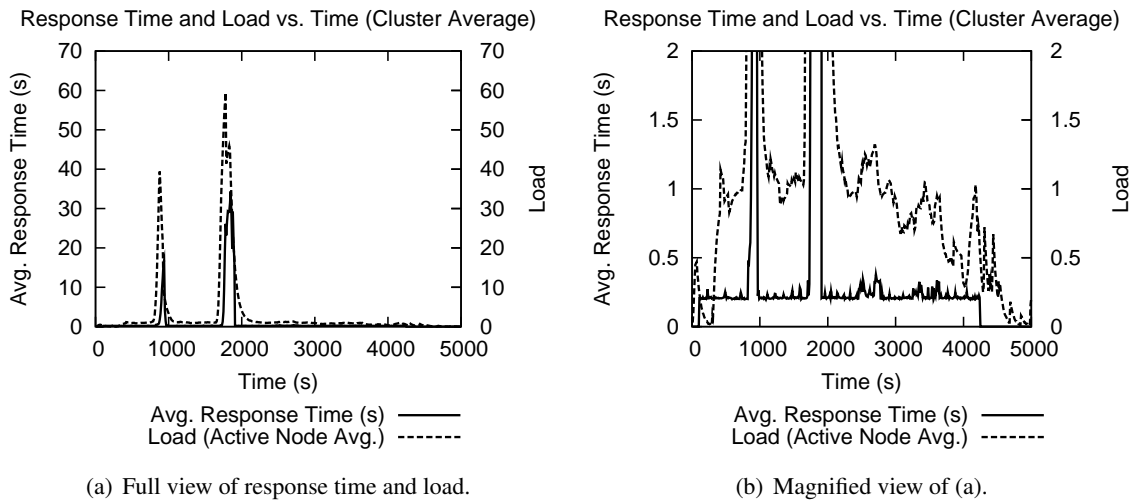 Response Time and Load vs. Time (Cluster Average)
70
60
50
40
30
20
10
0
Avg. Response Time (s)
70
60
50
40
30
20
10
0
Load
0 1000 2000 3000 4000 5000
Time (s)
Avg. Response Time (s)
Load (Active Node Avg.)
(a) Full view of response time and load.
Response Time and Load vs. Time (Cluster Average)
2
1.5
1
0.5
0
Avg. Response Time (s)
2
1.5
1
0.5
0
Load
0 1000 2000 3000 4000 5000
Time (s)
Avg. Response Time (s)
Load (Active Node Avg.)
(b) Magnified view of (a).